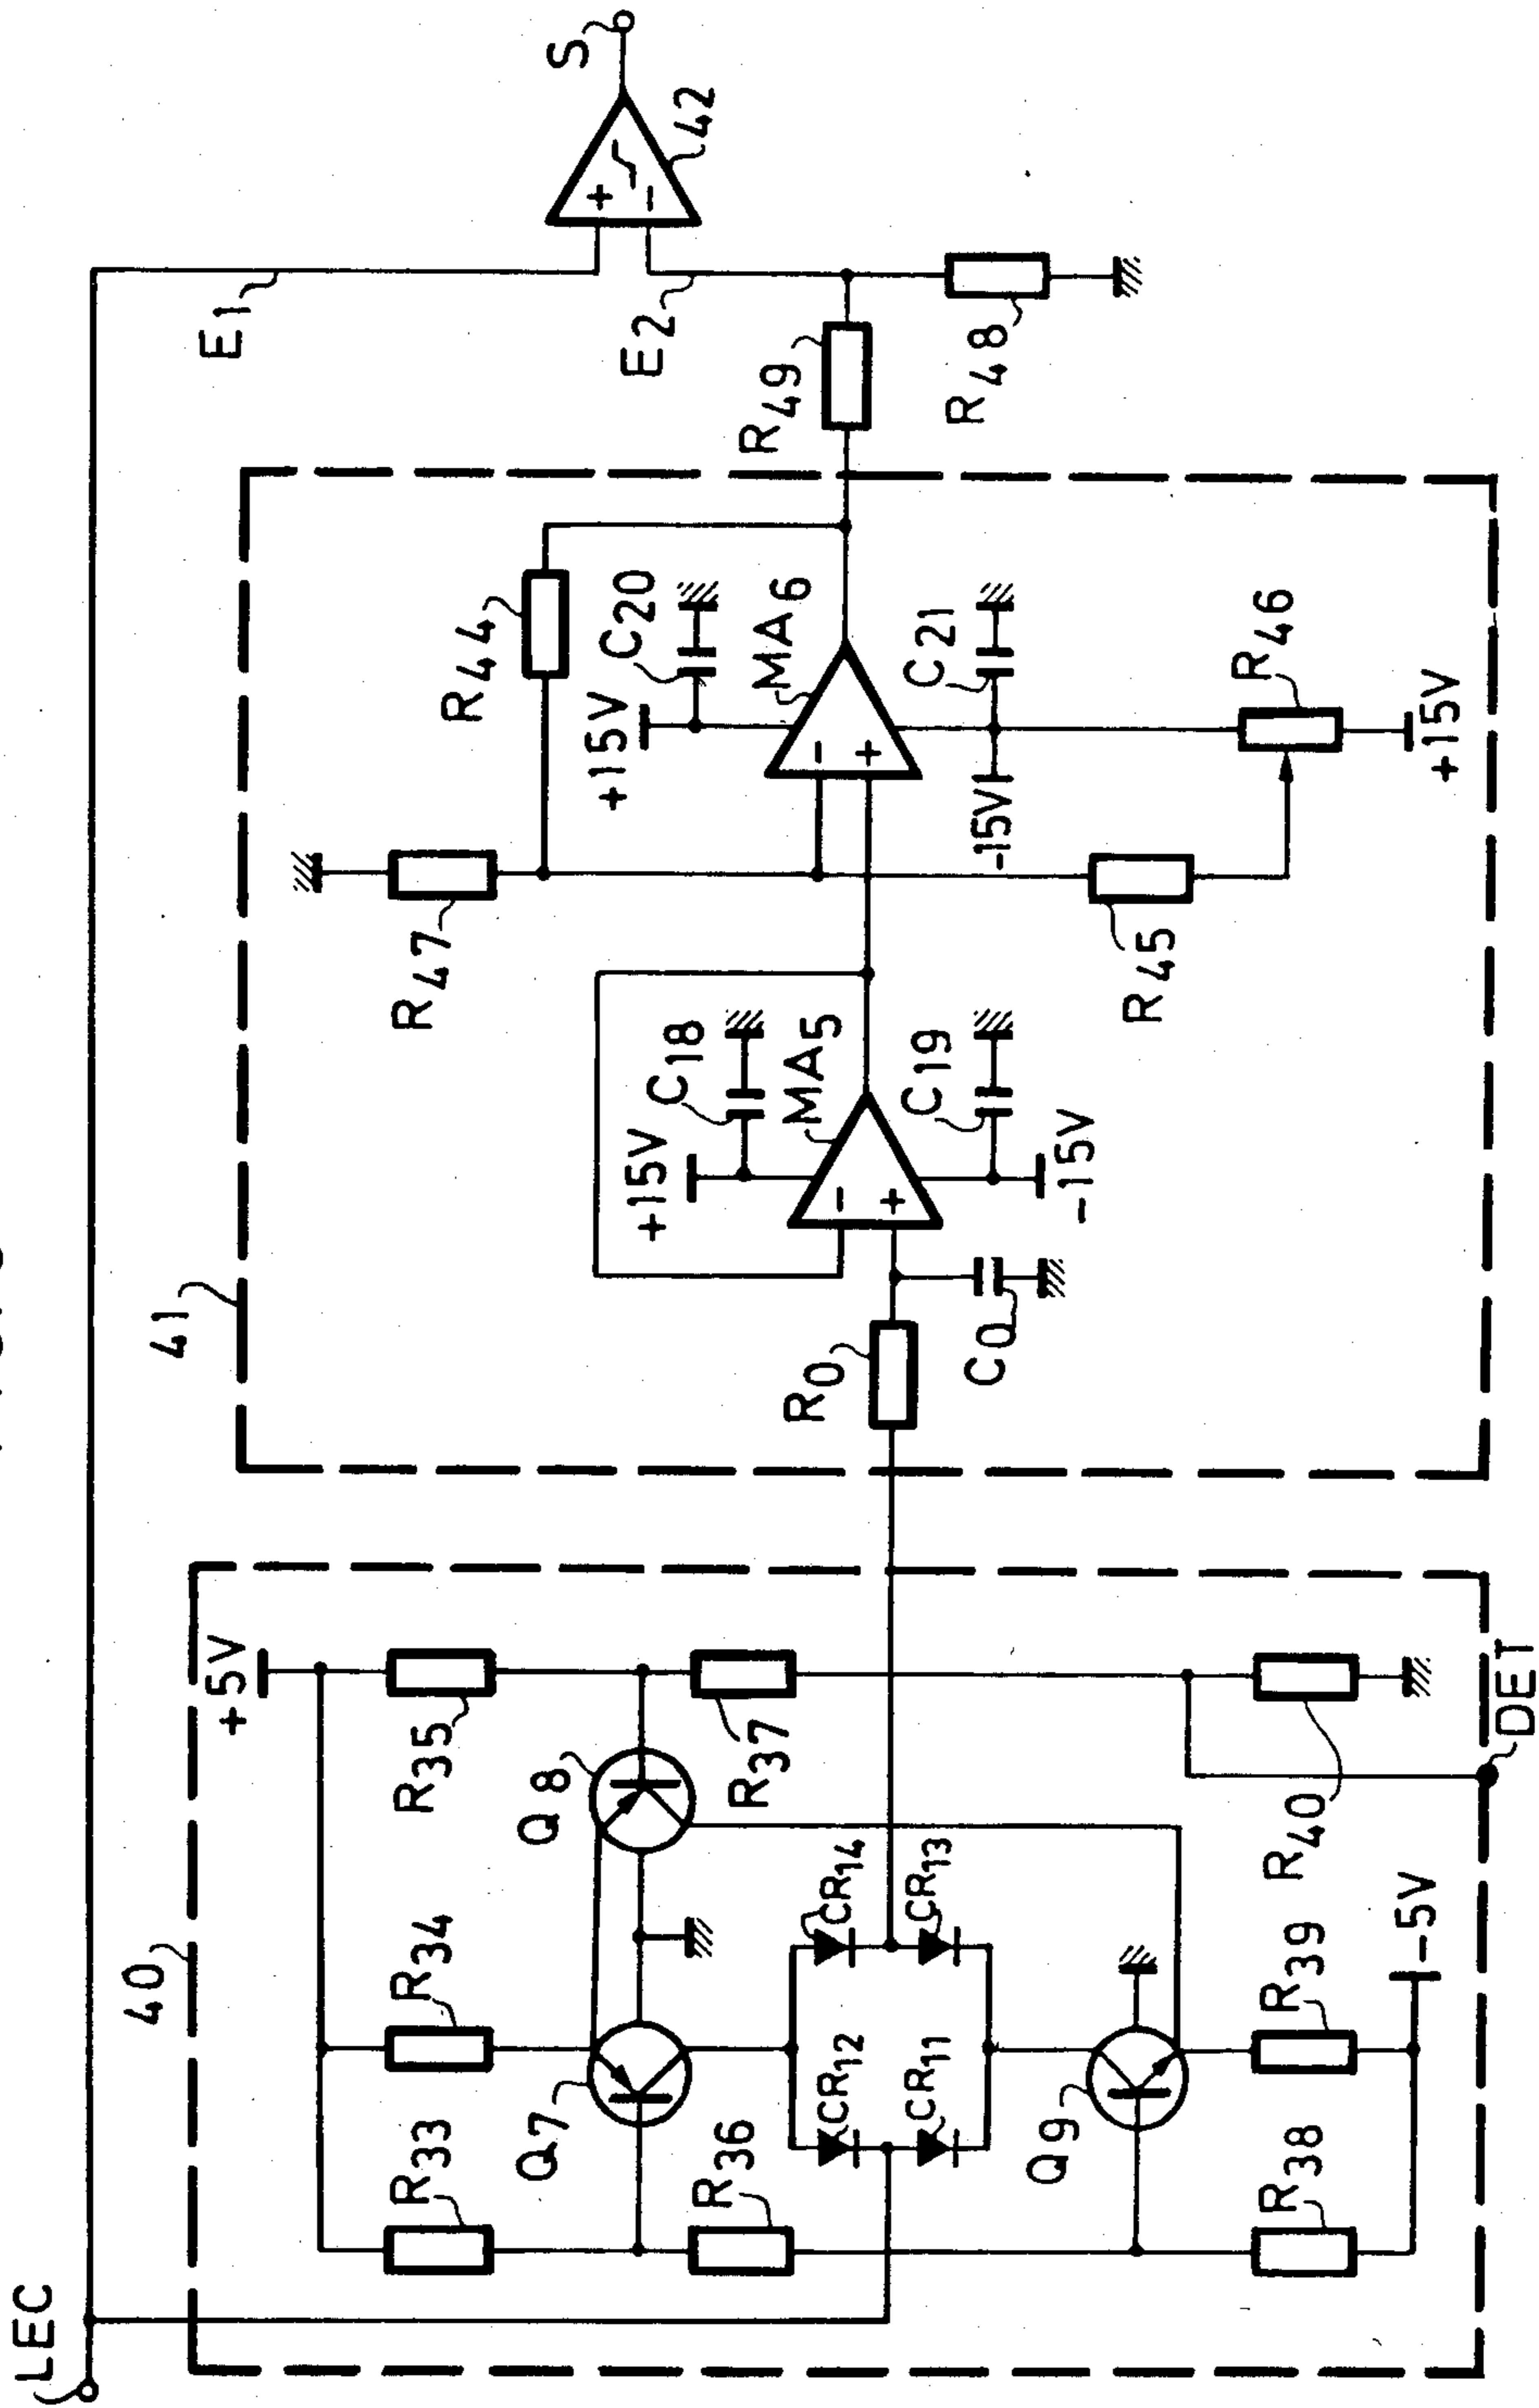 LEC
E1
S
+
-
42
E2
R49
R48
41
R47
R44
+15V
C20
MA6
-
+
C21
-15V
R46
+15V
R45
+15V
C18
MA5
-
+
C19
-15V
R0
C0
40
+5V
R33
R34
R35
Q7
Q8
R36
R37
CR12
CR14
CR11
CR13
Q9
R38
R39
R40
-5V
DET